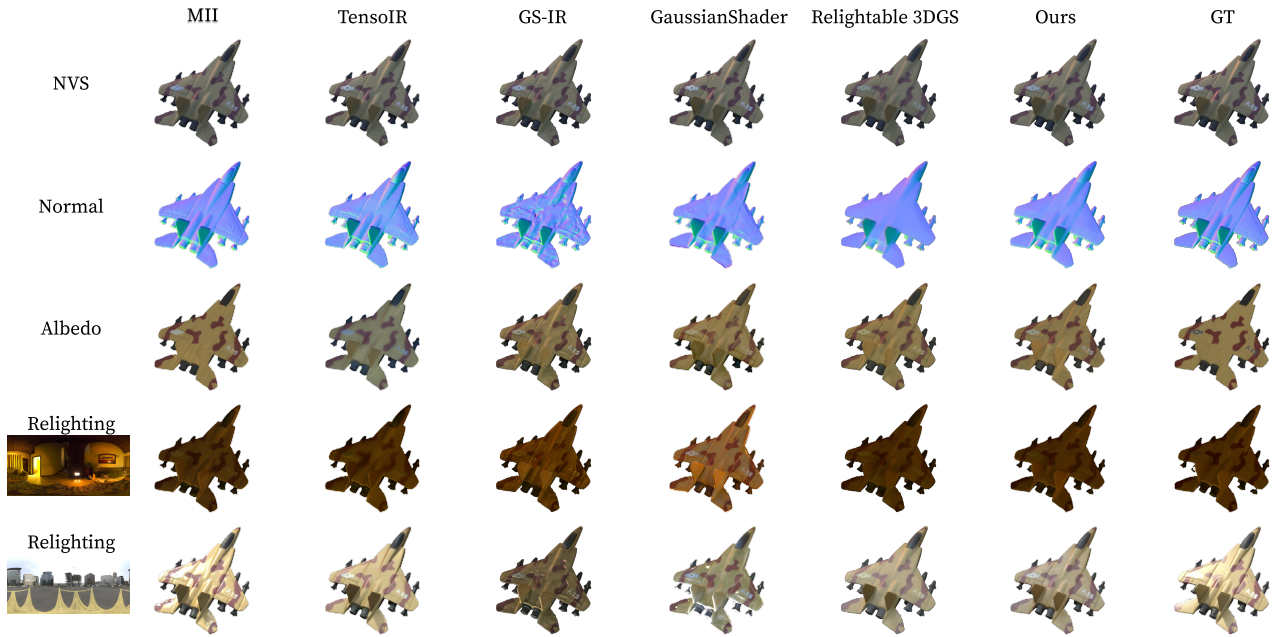 MII TensoIR GS-IR GaussianShader Relightable 3DGS Ours GT
NVS
Normal
Albedo
Relighting
Relighting